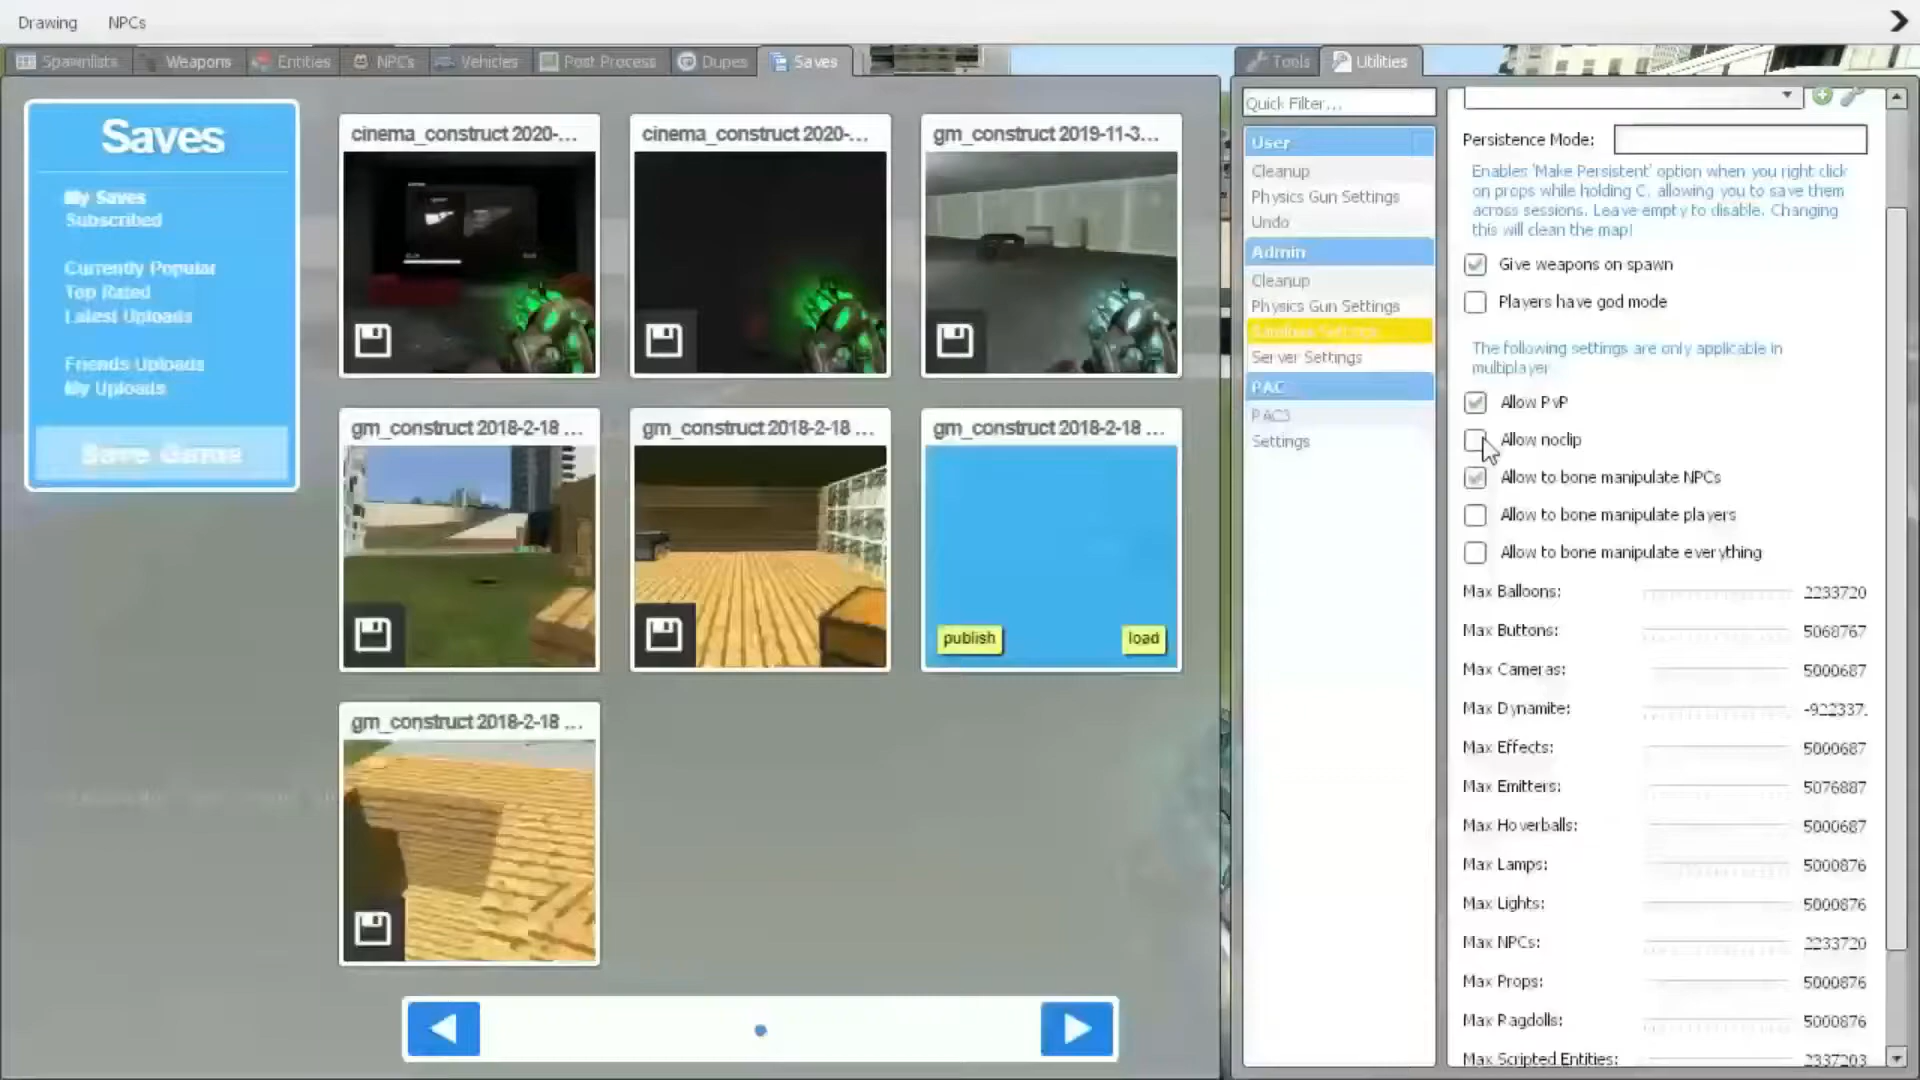 Drawing NPCs
Spawnlists Weapons Entities NPCs Vehicles Post Process Dupes Saves
Saves
My Saves
Subscribed
Currently Popular
Top Rated
Latest Uploads
Friends Uploads
My Uploads
Save Game
cinema_construct 2020-...
cinema_construct 2020-...
gm_construct 2019-11-3...
gm_construct 2018-2-18 ...
gm_construct 2018-2-18 ...
gm_construct 2018-2-18 ...
publish load
gm_construct 2018-2-18 ...
Tools Utilities
Quick Filter...
User
Cleanup
Physics Gun Settings
Undo
Admin
Cleanup
Physics Gun Settings
Sandbox Settings
Server Settings
PAC
PAC3
Settings
Persistence Mode:
Enables 'Make Persistent' option when you right click
on props while holding C, allowing you to save them
across sessions. Leave empty to disable. Changing
this will clean the map!
Give weapons on spawn
Players have god mode
The following settings are only applicable in
multiplayer
Allow PvP
Allow noclip
Allow to bone manipulate NPCs
Allow to bone manipulate players
Allow to bone manipulate everything
Max Balloons: 2233720
Max Buttons: 5068767
Max Cameras: 5000687
Max Dynamite: -922337.
Max Effects: 5000687
Max Emitters: 5076887
Max Hoverballs: 5000687
Max Lamps: 5000876
Max Lights: 5000876
Max NPCs: 2233720
Max Props: 5000876
Max Ragdolls: 5000876
Max Scripted Entities: 2337203